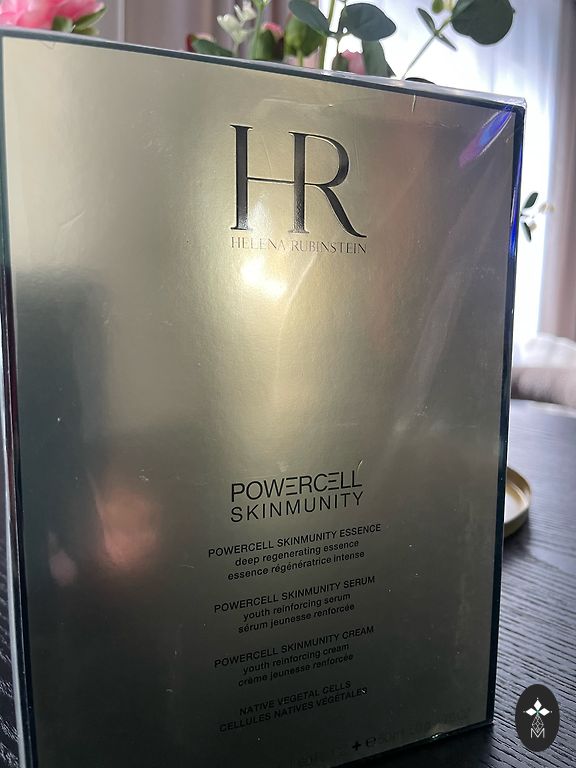 HR
HELENA RUBINSTEIN
POWERCELL
SKINMUNITY
POWERCELL SKINMUNITY ESSENCE
deep regenerating essence
essence régénératrice intense
POWERCELL SKINMUNITY SERUM
youth reinforcing serum
sérum jeunesse renforcée
POWERCELL SKINMUNITY CREAM
youth reinforcing cream
crème jeunesse renforcée
NATIVE VEGETAL CELLS
CELLULES NATIVES VÉGÉTALES